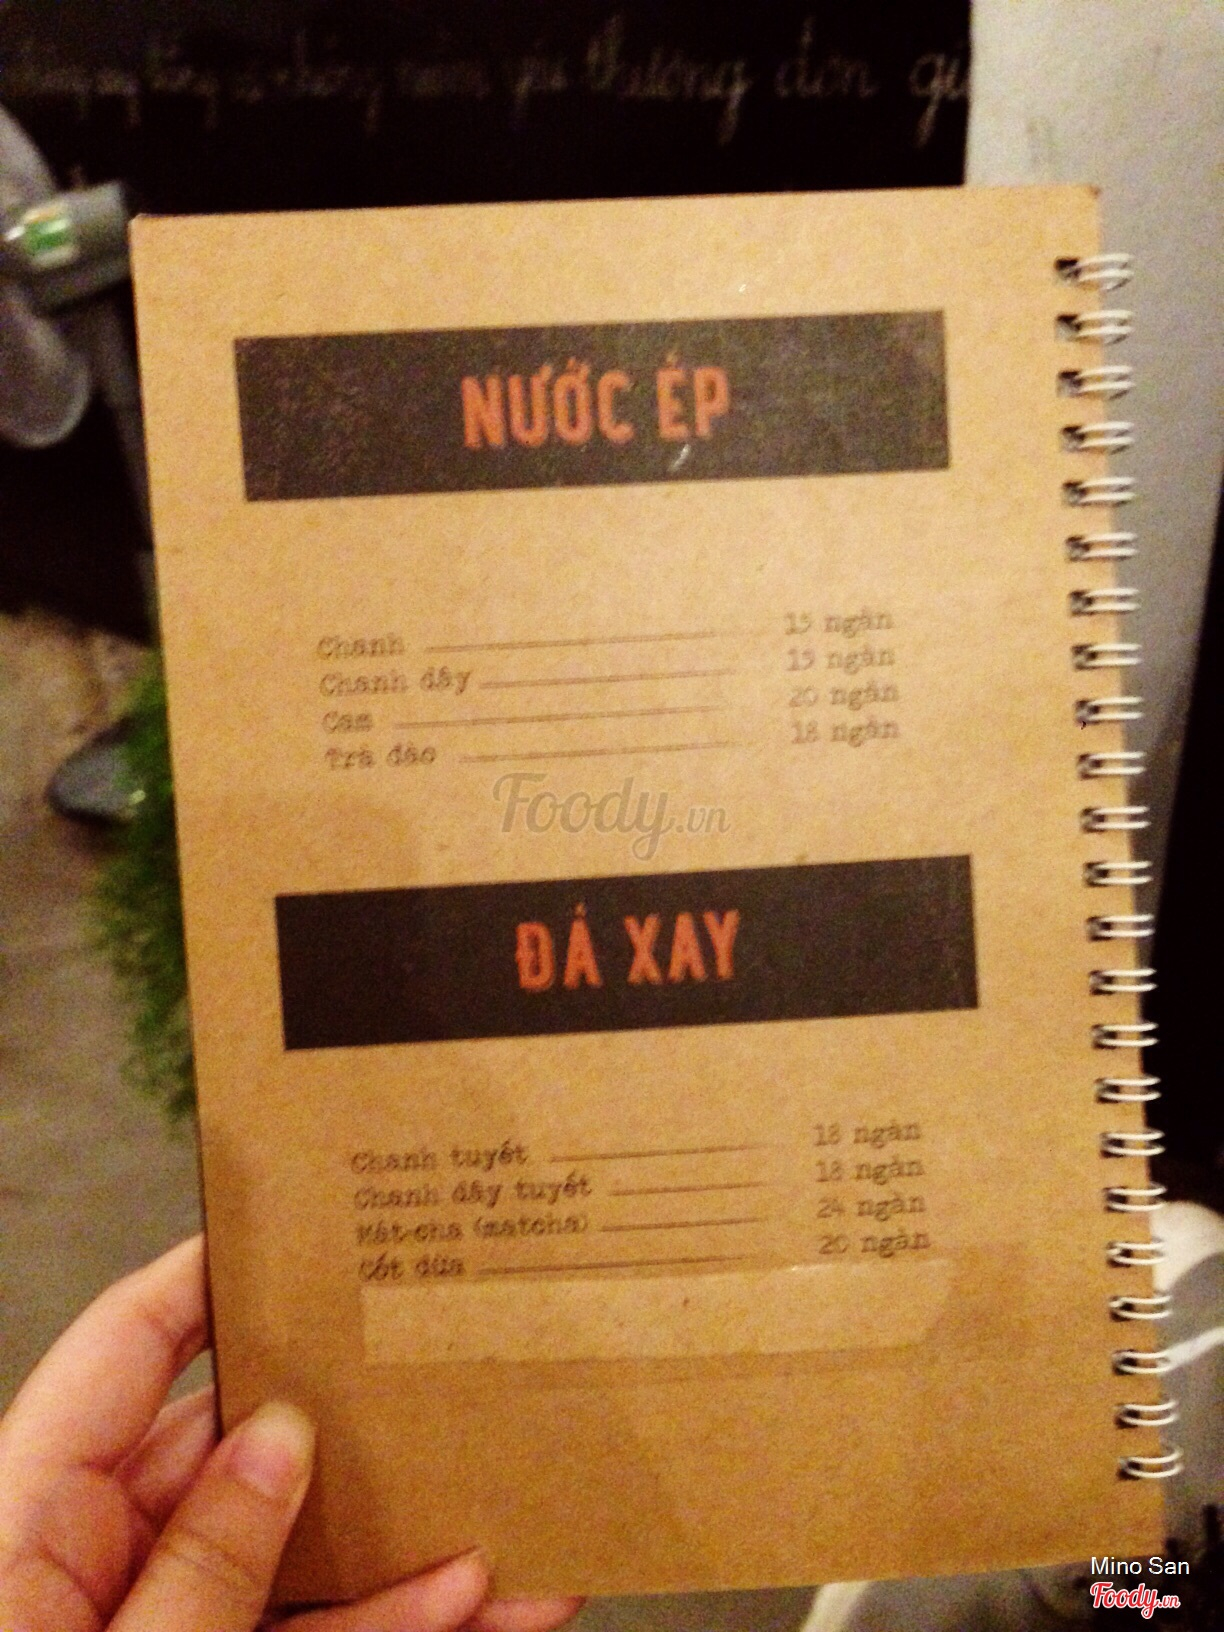 thương đơn
NƯỚC ÉP
Chanh 15 ngàn
Chanh dây 15 ngàn
Cam 20 ngàn
Trà đào 18 ngàn
Foody.vn
ĐÁ XAY
Chanh tuyết 18 ngàn
Chanh dây tuyết 18 ngàn
Mát-cha (matcha) 24 ngàn
Cốt dừa 20 ngàn
Mino San
Foody.vn